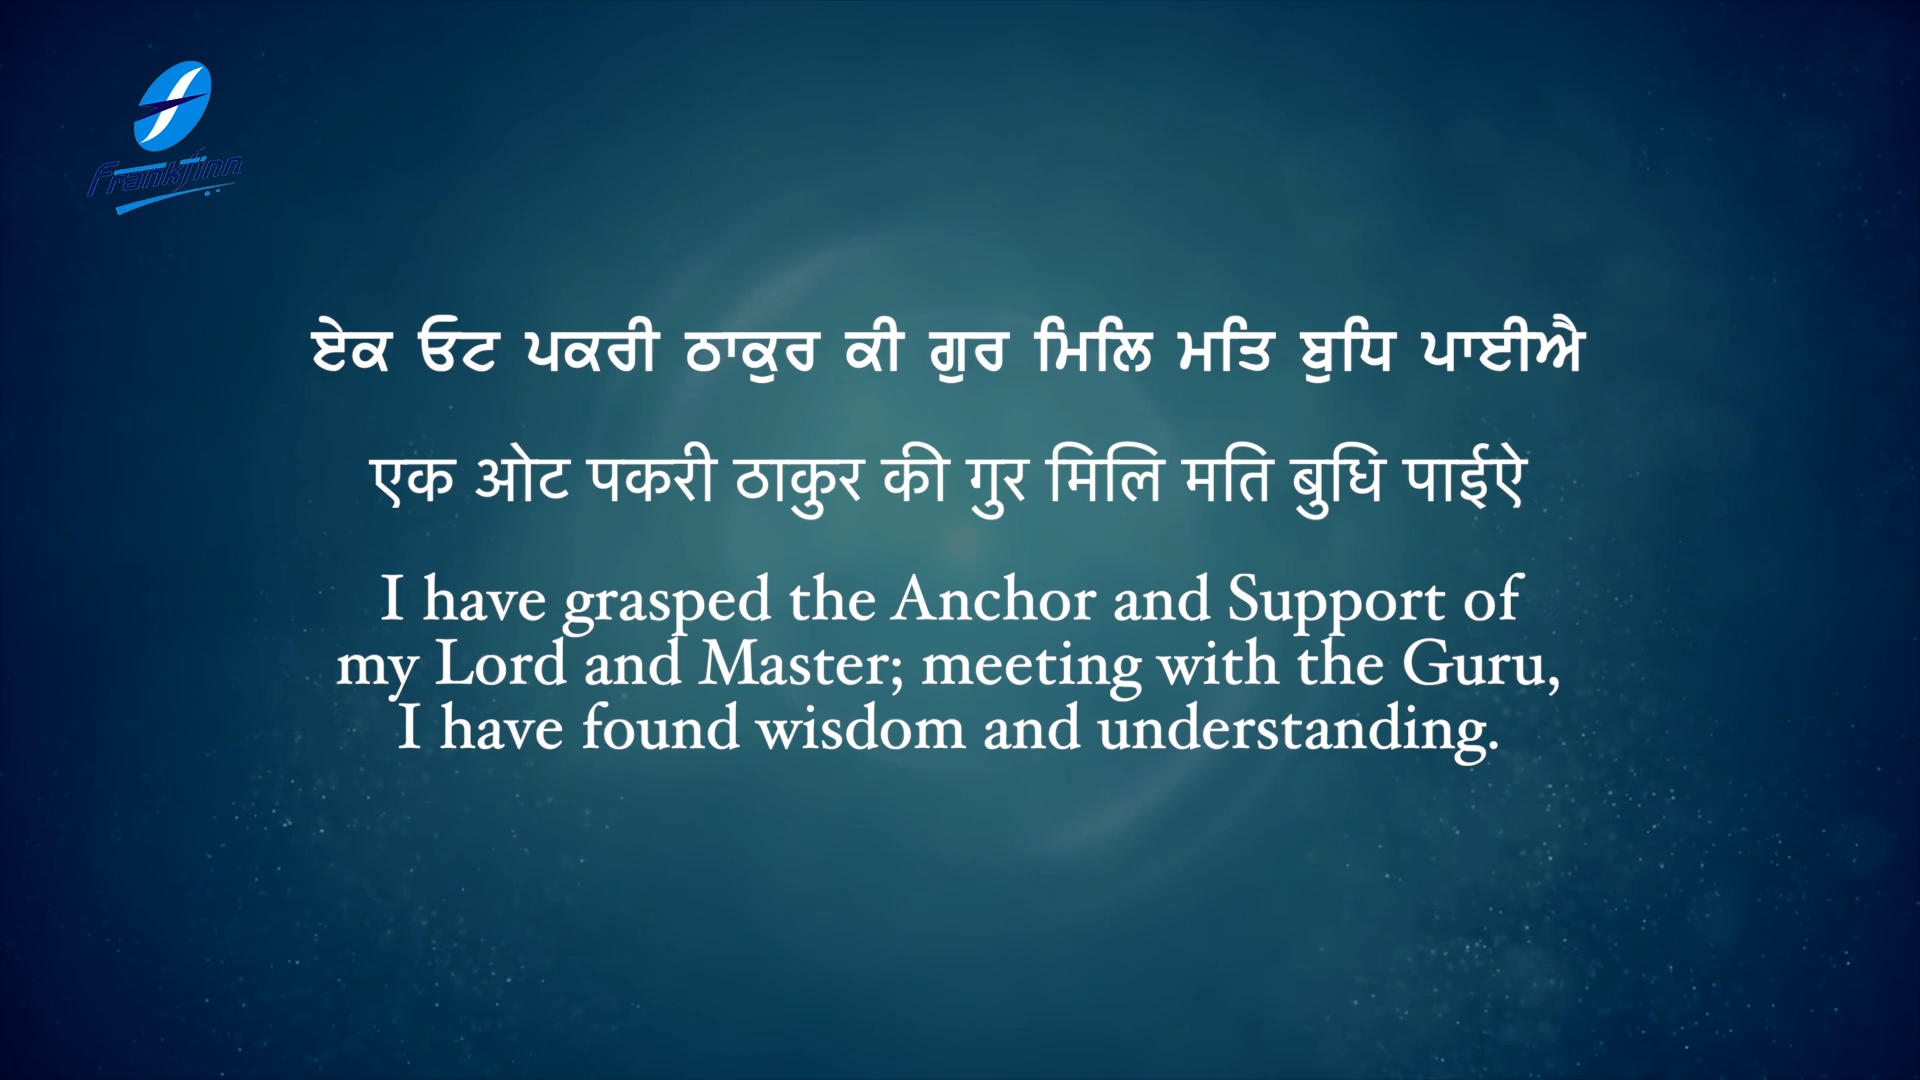 Frankfinn
ਏਕ ਓਟ ਪਕਰੀ ਠਾਕੁਰ ਕੀ ਗੁਰ ਮਿਲਿ ਮਤਿ ਬੁਧਿ ਪਾਈਐ
एक ओट पकरी ठाकुर की गुर मिलि मति बुधि पाईऐ
I have grasped the Anchor and Support of
my Lord and Master; meeting with the Guru,
I have found wisdom and understanding.